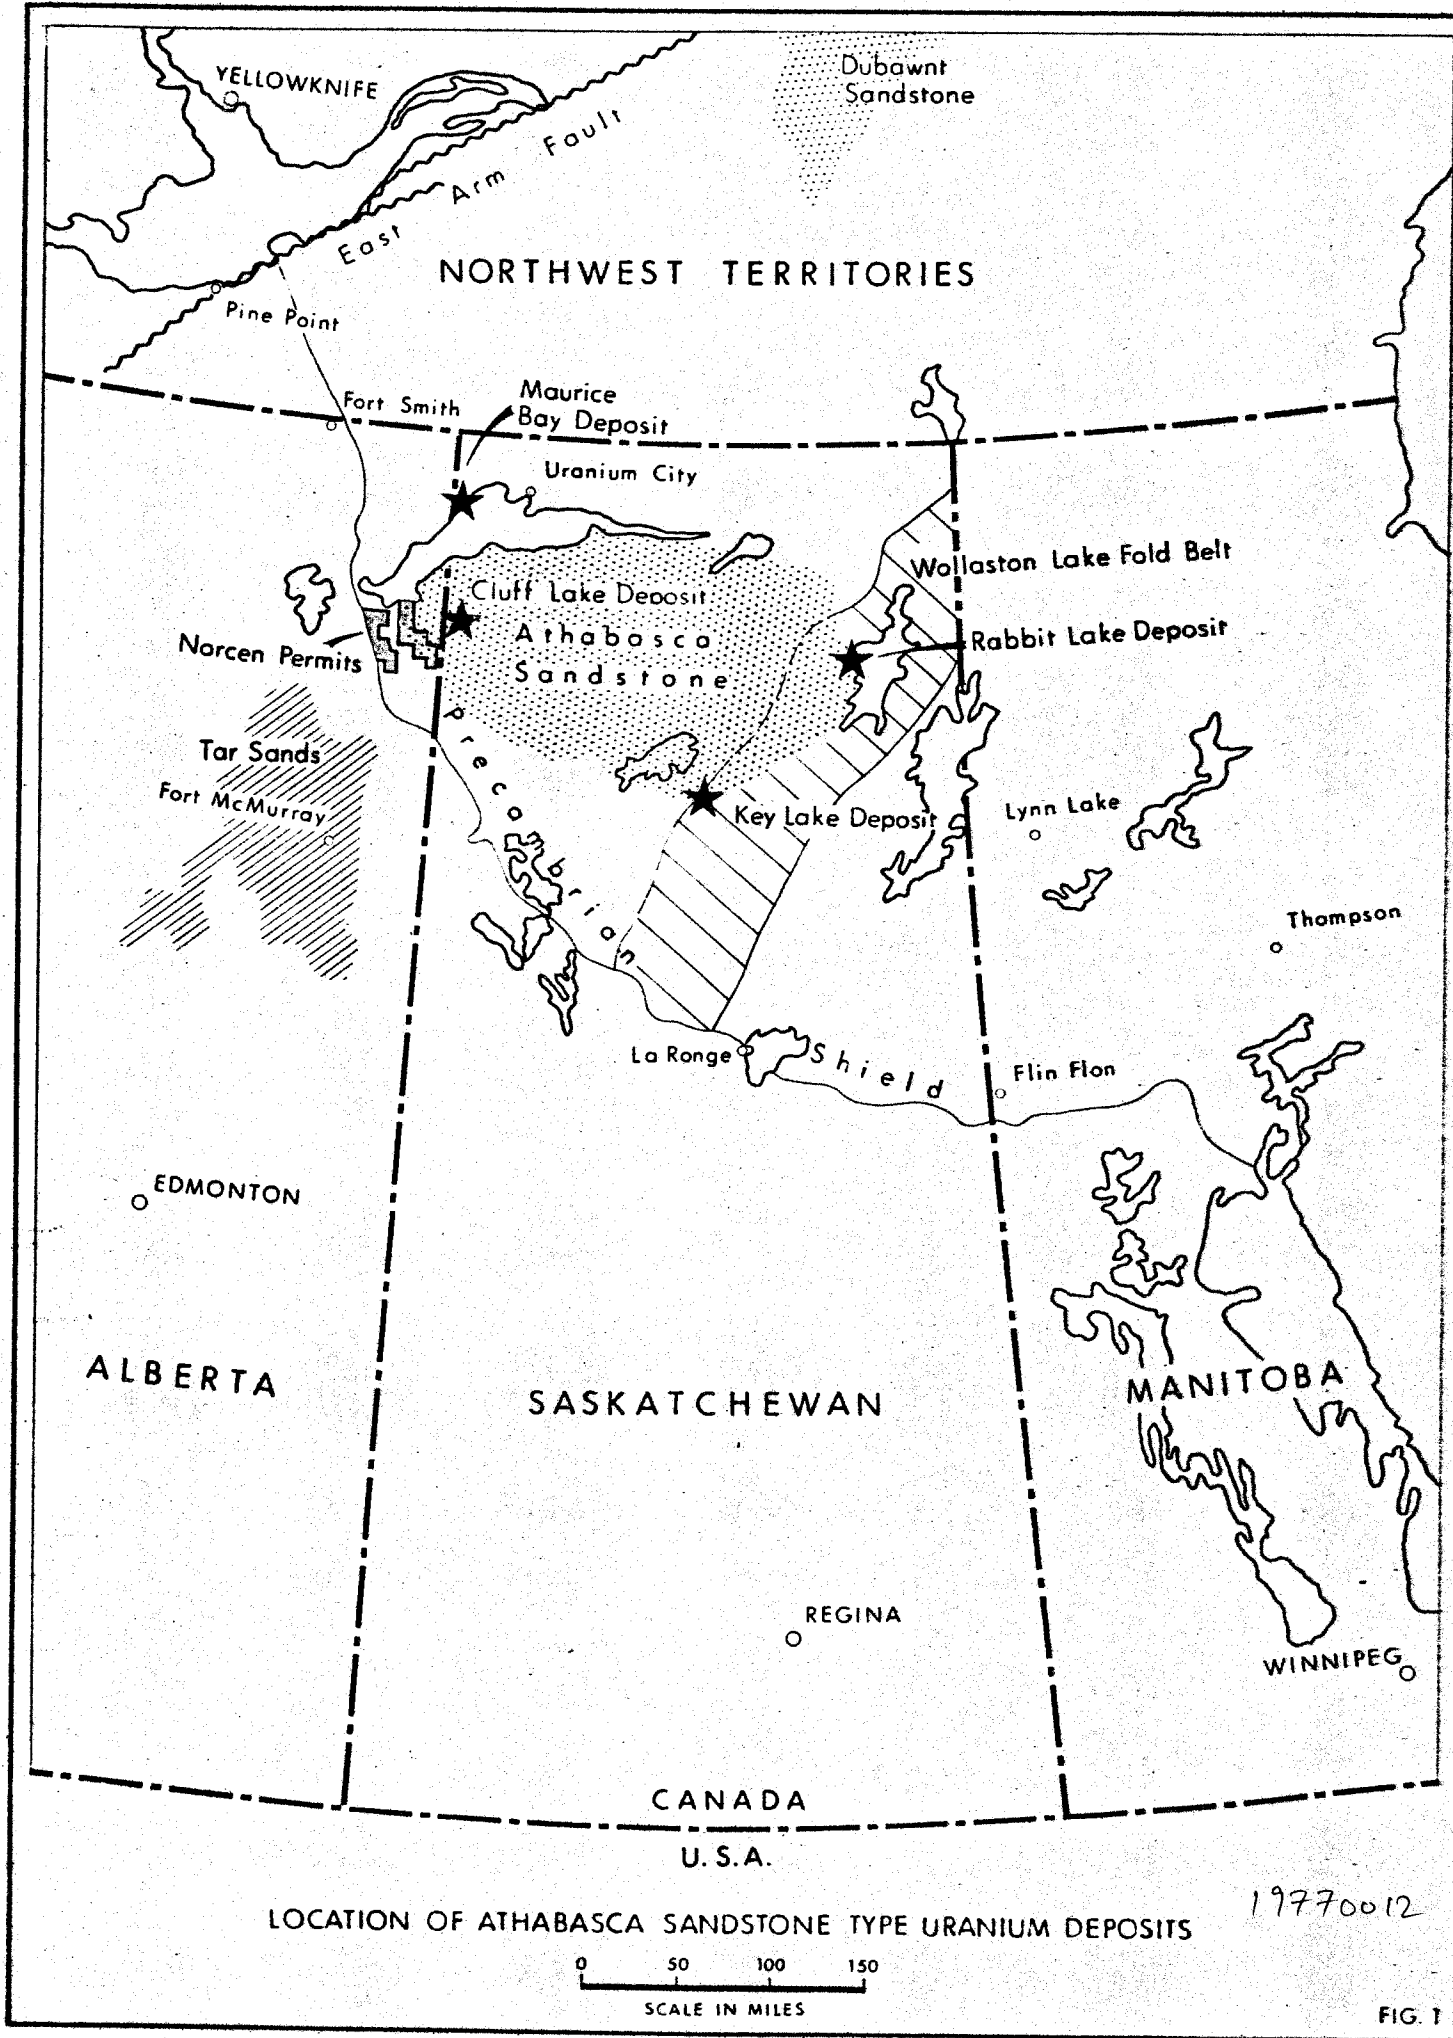 Dubawnt
Sandstone
YELLOWKNIFE
East Arm Fault
NORTHWEST TERRITORIES
Pine Point
Fort Smith
Maurice
Bay Deposit
Uranium City
Wollaston Lake Fold Belt
Cluff Lake Deposit
Athabasca
Sandstone
Rabbit Lake Deposit
Norcen Permits
Tar Sands
Fort McMurray
Key Lake Deposit
Lynn Lake
Thompson
Precambrian Shield
La Ronge
Flin Flon
EDMONTON
ALBERTA
SASKATCHEWAN
MANITOBA
REGINA
WINNIPEG
CANADA
U.S.A.
19770012
LOCATION OF ATHABASCA SANDSTONE TYPE URANIUM DEPOSITS
0 50 100 150
SCALE IN MILES
FIG. 1